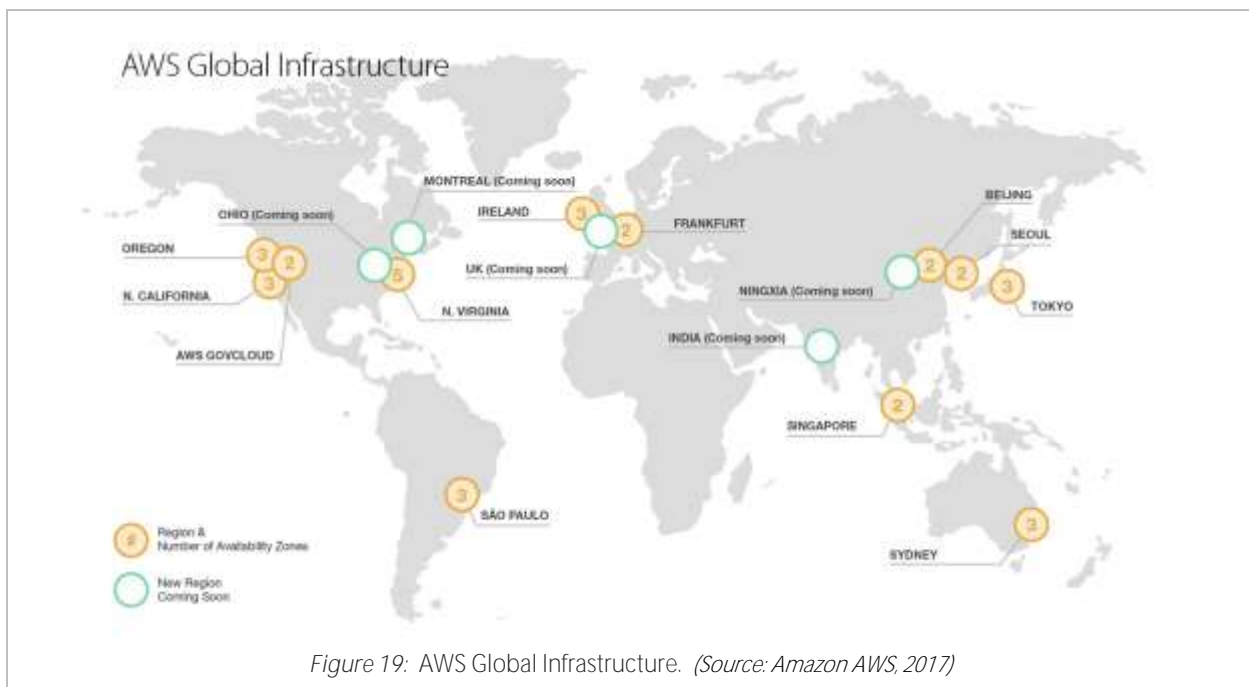 AWS Global Infrastructure
MONTREAL (Coming soon)
OHIO (Coming soon)
OREGON
N. CALIFORNIA
AWS GOVCLOUD
N. VIRGINIA
3
2
3
5
IRELAND
FRANKFURT
UK (Coming soon)
3
2
BEIJING
SEOUL
NINGXIA (Coming soon)
TOKYO
2
2
3
INDIA (Coming soon)
2
SINGAPORE
3
SÃO PAULO
3
SYDNEY
#
Region &
Number of Availability Zones
New Region
Coming Soon
Figure 19: AWS Global Infrastructure. (Source: Amazon AWS, 2017)